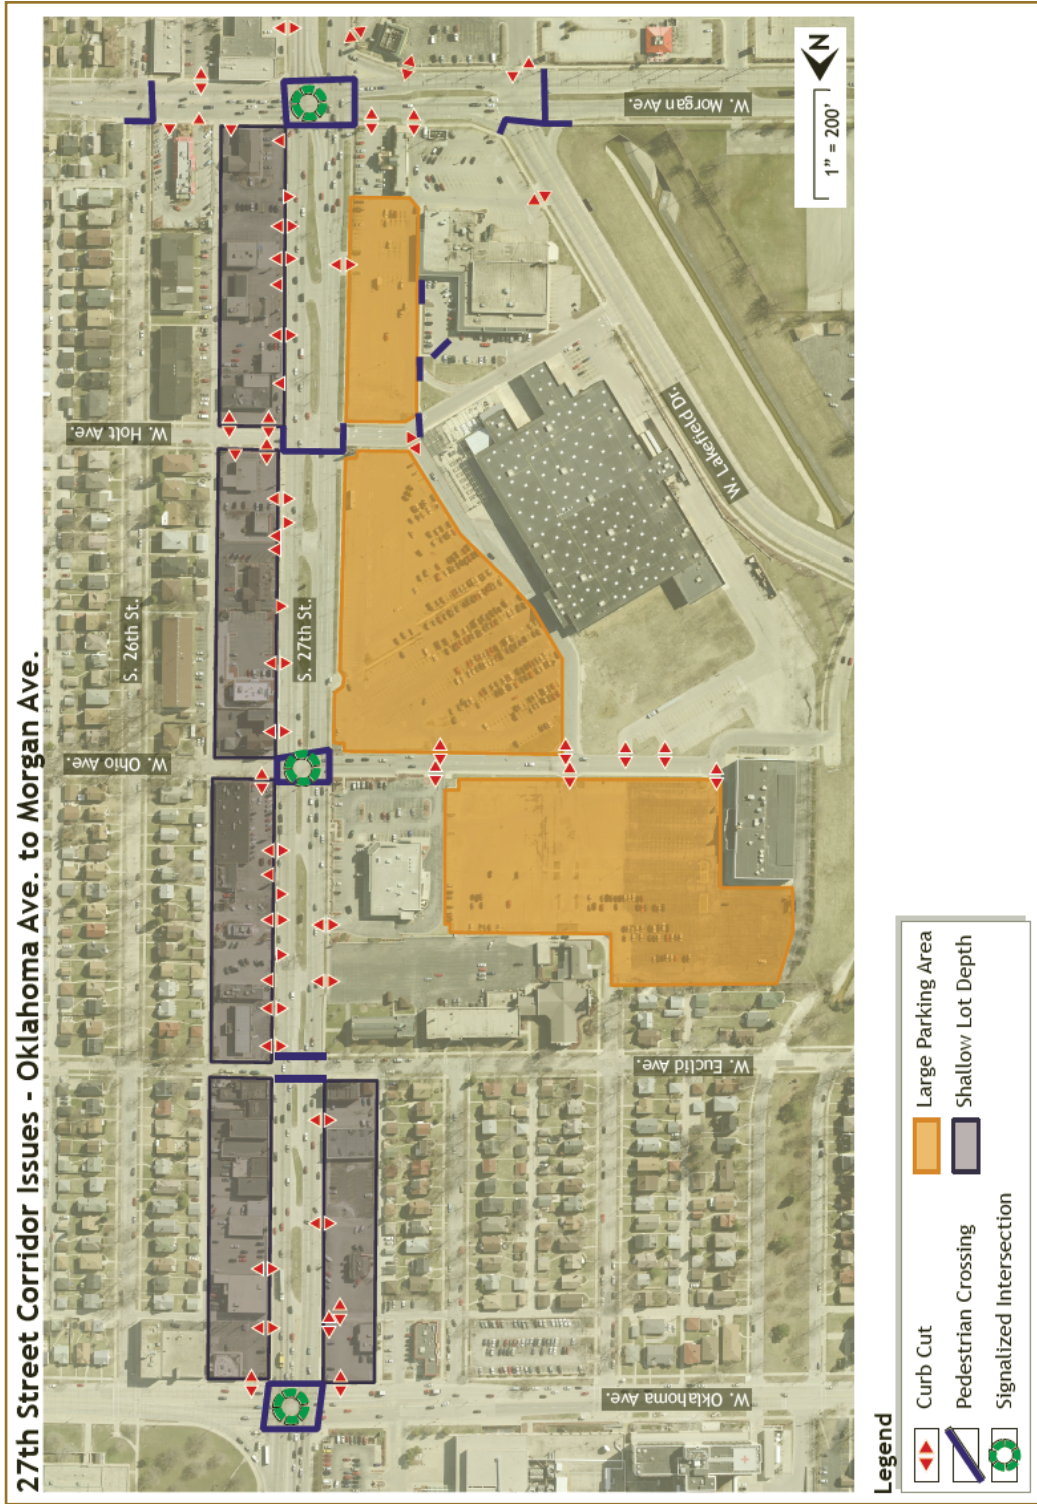 27th Street Corridor Issues - Oklahoma Ave. to Morgan Ave.
W. Oklahoma Ave.
W. Euclid Ave.
W. Ohio Ave.
W. Holt Ave.
W. Morgan Ave.
S. 26th St.
S. 27th St.
W. Lakefield Dr.
N
1" = 200'
Legend
Curb Cut
Pedestrian Crossing
Signalized Intersection
Large Parking Area
Shallow Lot Depth